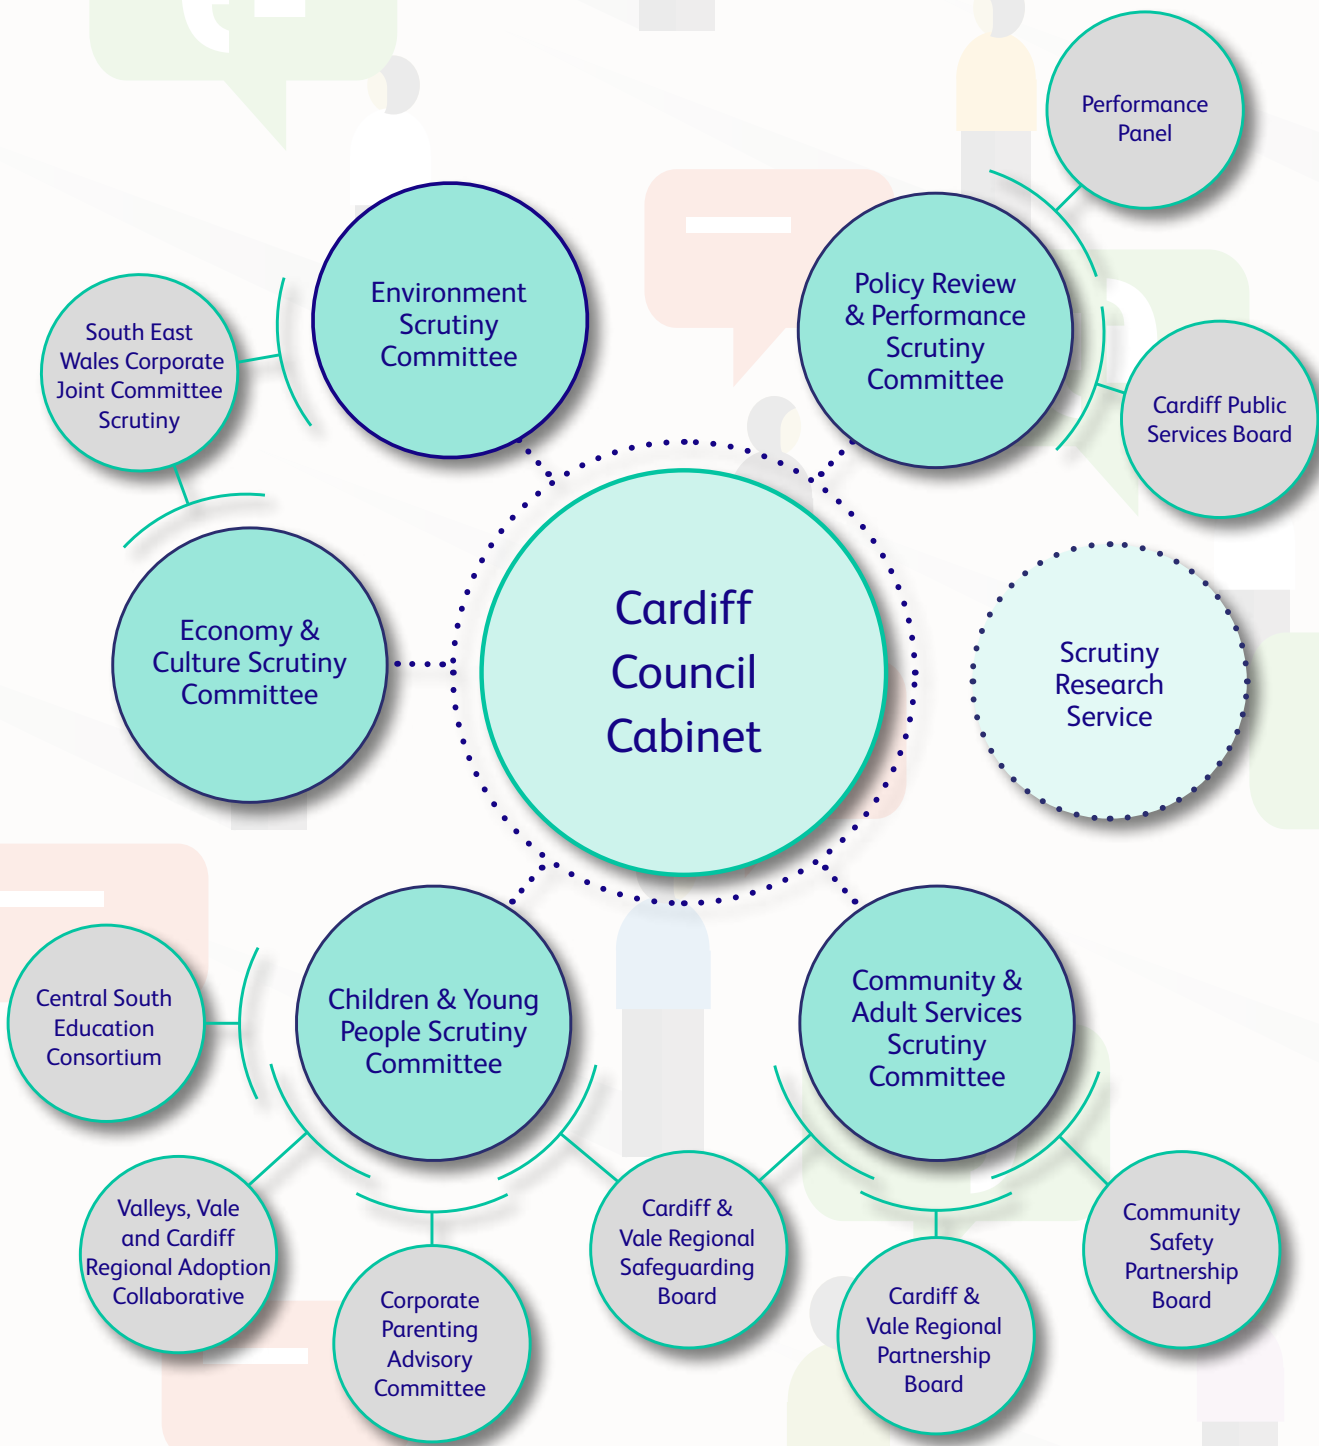 Performance
Panel
Environment
Scrutiny
Committee
Policy Review
& Performance
Scrutiny
Committee
South East
Wales Corporate
Joint Committee
Scrutiny
Cardiff Public
Services Board
Cardiff
Council
Cabinet
Economy &
Culture Scrutiny
Committee
Scrutiny
Research
Service
Central South
Education
Consortium
Children & Young
People Scrutiny
Committee
Community &
Adult Services
Scrutiny
Committee
Valleys, Vale
and Cardiff
Regional Adoption
Collaborative
Corporate
Parenting
Advisory
Committee
Cardiff &
Vale Regional
Safeguarding
Board
Cardiff &
Vale Regional
Partnership
Board
Community
Safety
Partnership
Board